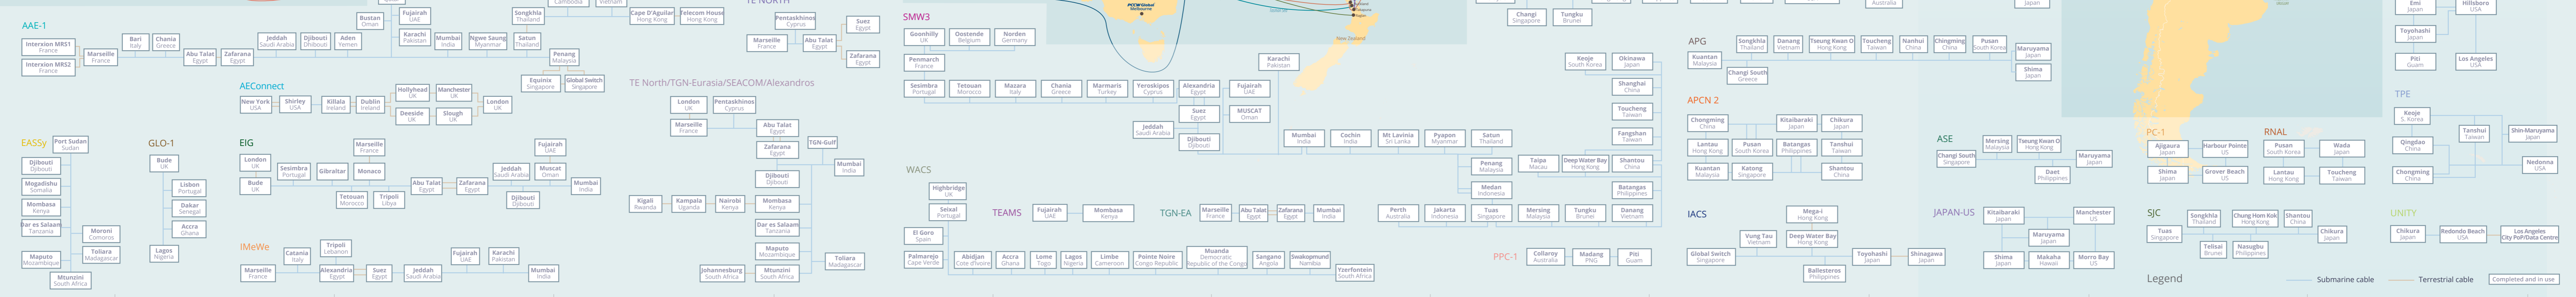 AAE-1
Interxion MRS1
France
Interxion MRS2
France
Marseille
France
Bari
Italy
Chania
Greece
Abu Talat
Egypt
Zafarana
Egypt
Jeddah
Saudi Arabia
Djibouti
Dhibouti
Aden
Yemen
Bustan
Oman
Fujairah
UAE
Karachi
Pakistan
Mumbai
India
Ngwe Saung
Myanmar
Songkhla
Thailand
Satun
Thailand
Cambodia
Vietnam
Cape D'Aguilar
Hong Kong
Telecom House
Hong Kong
Penang
Malaysia
Equinix
Singapore
Global Switch
Singapore
AEConnect
New York
USA
Shirley
USA
Killala
Ireland
Dublin
Ireland
Hollyhead
UK
Manchester
UK
Deeside
UK
Slough
UK
London
UK
EASSy
Port Sudan
Sudan
Djibouti
Djibouti
Mogadishu
Somalia
Mombasa
Kenya
Dar es Salaam
Tanzania
Moroni
Comoros
Toliara
Madagascar
Maputo
Mozambique
Mtunzini
South Africa
GLO-1
Bude
UK
Lisbon
Portugal
Dakar
Senegal
Accra
Ghana
Lagos
Nigeria
EIG
London
UK
Bude
UK
Sesimbra
Portugal
Gibraltar
Marseille
France
Monaco
Tetouan
Morocco
Tripoli
Libya
Abu Talat
Egypt
Zafarana
Egypt
Jeddah
Saudi Arabia
Djibouti
Djibouti
Fujairah
UAE
Muscat
Oman
Mumbai
India
IMeWe
Marseille
France
Catania
Italy
Tripoli
Lebanon
Alexandria
Egypt
Suez
Egypt
Jeddah
Saudi Arabia
Fujairah
UAE
Karachi
Pakistan
Mumbai
India
TE NORTH
Pentaskhinos
Cyprus
Marseille
France
Abu Talat
Egypt
Suez
Egypt
Zafarana
Egypt
TE North/TGN-Eurasia/SEACOM/Alexandros
London
UK
Pentaskhinos
Cyprus
Marseille
France
Abu Talat
Egypt
Zafarana
Egypt
TGN-Gulf
Mumbai
India
Djibouti
Djibouti
Kigali
Rwanda
Kampala
Uganda
Nairobi
Kenya
Mombasa
Kenya
Dar es Salaam
Tanzania
Maputo
Mozambique
Toliara
Madagascar
Johannesburg
South Africa
Mtunzini
South Africa
SMW3
Goonhilly
UK
Oostende
Belgium
Norden
Germany
Penmarch
France
Sesimbra
Portugal
Tetouan
Morocco
Mazara
Italy
Chania
Greece
Marmaris
Turkey
Yeroskipos
Cyprus
Alexandria
Egypt
Suez
Egypt
Jeddah
Saudi Arabia
Djibouti
Djibouti
Fujairah
UAE
MUSCAT
Oman
Karachi
Pakistan
Mumbai
India
Cochin
India
Mt Lavinia
Sri Lanka
Pyapon
Myanmar
Satun
Thailand
Penang
Malaysia
Medan
Indonesia
Taipa
Macau
Deep Water Bay
Hong Kong
Shantou
China
Keoje
South Korea
Okinawa
Japan
Shanghai
China
Toucheng
Taiwan
Fangshan
Taiwan
Batangas
Philippines
Perth
Australia
Jakarta
Indonesia
Tuas
Singapore
Mersing
Malaysia
Tungku
Brunei
Danang
Vietnam
PCCW Global
Melbourne
New Zealand
Changi
Singapore
Tungku
Brunei
Australia
WACS
Highbridge
UK
Seixal
Portugal
El Goro
Spain
Palmarejo
Cape Verde
Abidjan
Cote d'Ivoire
Accra
Ghana
Lome
Togo
Lagos
Nigeria
Limbe
Cameroon
Pointe Noire
Congo Republic
Muanda
Democratic
Republic of the Congo
Sangano
Angola
Swakopmund
Namibia
Yzerfontein
South Africa
TEAMS
Fujairah
UAE
Mombasa
Kenya
TGN-EA
Marseille
France
Abu Talat
Egypt
Zafarana
Egypt
Mumbai
India
PPC-1
Collaroy
Australia
Madang
PNG
Piti
Guam
APG
Kuantan
Malaysia
Songkhla
Thailand
Danang
Vietnam
Tseung Kwan O
Hong Kong
Toucheng
Taiwan
Nanhui
China
Chingming
China
Pusan
South Korea
Maruyama
Japan
Shima
Japan
Changi South
Greece
APCN 2
Chongming
China
Kitaibaraki
Japan
Chikura
Japan
Lantau
Hong Kong
Pusan
South Korea
Batangas
Philippines
Tanshui
Taiwan
Kuantan
Malaysia
Katong
Singapore
Shantou
China
IACS
Mega-i
Hong Kong
Vung Tau
Vietnam
Deep Water Bay
Hong Kong
Global Switch
Singapore
Toyohashi
Japan
Shinagawa
Japan
Ballesteros
Philippines
ASE
Changi South
Singapore
Mersing
Malaysia
Tseung Kwan O
Hong Kong
Daet
Philippines
Maruyama
Japan
JAPAN-US
Kitaibaraki
Japan
Manchester
US
Maruyama
Japan
Shima
Japan
Makaha
Hawaii
Morro Bay
US
PC-1
Ajigaura
Japan
Harbour Pointe
US
Shima
Japan
Grover Beach
US
RNAL
Pusan
South Korea
Wada
Japan
Lantau
Hong Kong
Toucheng
Taiwan
SJC
Tuas
Singapore
Songkhla
Thailand
Chung Hom Kok
Hong Kong
Shantou
China
Chikura
Japan
Telisai
Brunei
Nasugbu
Philippines
Emi
Japan
Hillsboro
USA
Toyohashi
Japan
Piti
Guam
Los Angeles
USA
TPE
Keoje
S. Korea
Tanshui
Taiwan
Shin-Maruyama
Japan
Qingdao
China
Nedonna
USA
Chongming
China
UNITY
Chikura
Japan
Redondo Beach
USA
Los Angeles
City PoP/Data Centre
Legend
Submarine cable
Terrestrial cable
Completed and in use